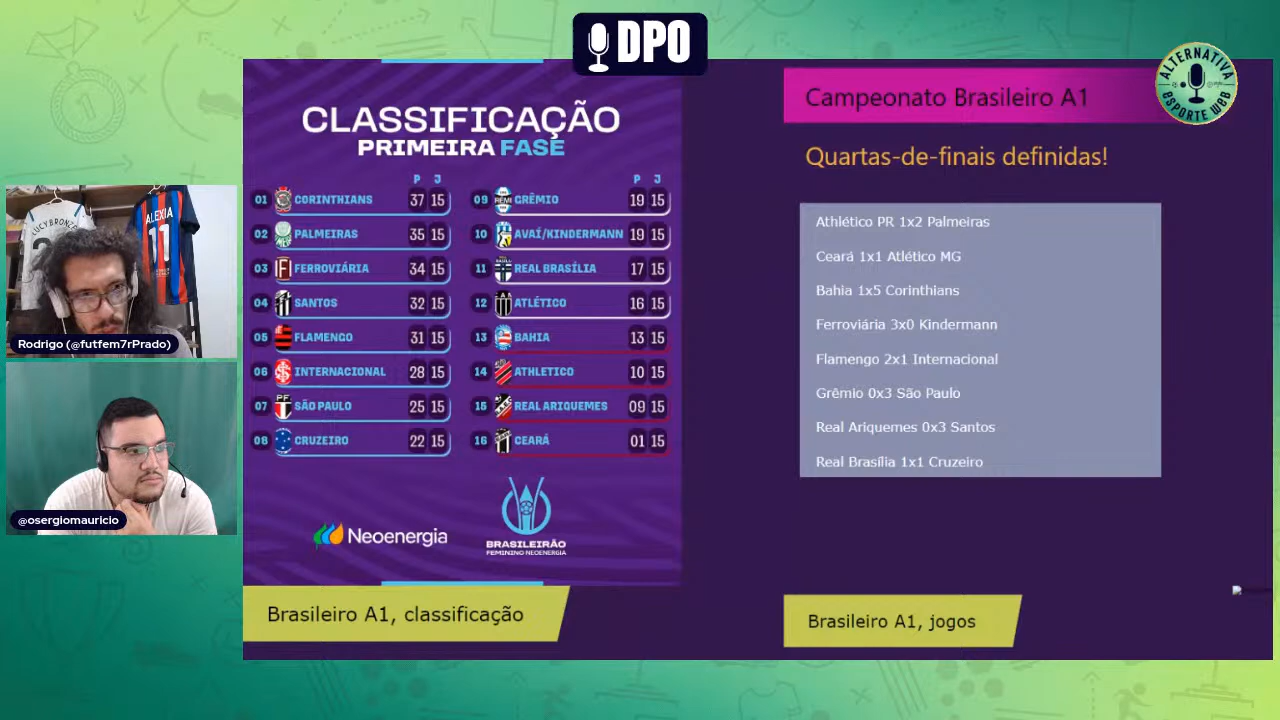 DPO
ALTERNATIVA
ESPORTE WEB
CLASSIFICAÇÃO
PRIMEIRA FASE
P J P J
01 CORINTHIANS 37 15 09 GRÊMIO 19 15
02 PALMEIRAS 35 15 10 AVAÍ/KINDERMANN 19 15
03 FERROVIÁRIA 34 15 11 REAL BRASÍLIA 17 15
04 SANTOS 32 15 12 ATLÉTICO 16 15
05 FLAMENGO 31 15 13 BAHIA 13 15
06 INTERNACIONAL 28 15 14 ATHLETICO 10 15
07 SÃO PAULO 25 15 15 REAL ARIQUEMES 09 15
08 CRUZEIRO 22 15 16 CEARÁ 01 15
Neoenergia
BRASILEIRÃO
FEMININO NEOENERGIA
Brasileiro A1, classificação
Campeonato Brasileiro A1
Quartas-de-finais definidas!
Athlético PR 1x2 Palmeiras
Ceará 1x1 Atlético MG
Bahia 1x5 Corinthians
Ferroviária 3x0 Kindermann
Flamengo 2x1 Internacional
Grêmio 0x3 São Paulo
Real Ariquemes 0x3 Santos
Real Brasília 1x1 Cruzeiro
Brasileiro A1, jogos
LUCY BRONZE
ALEXIA
11
Rodrigo (@futfem7rPrado)
@osergiomauricio